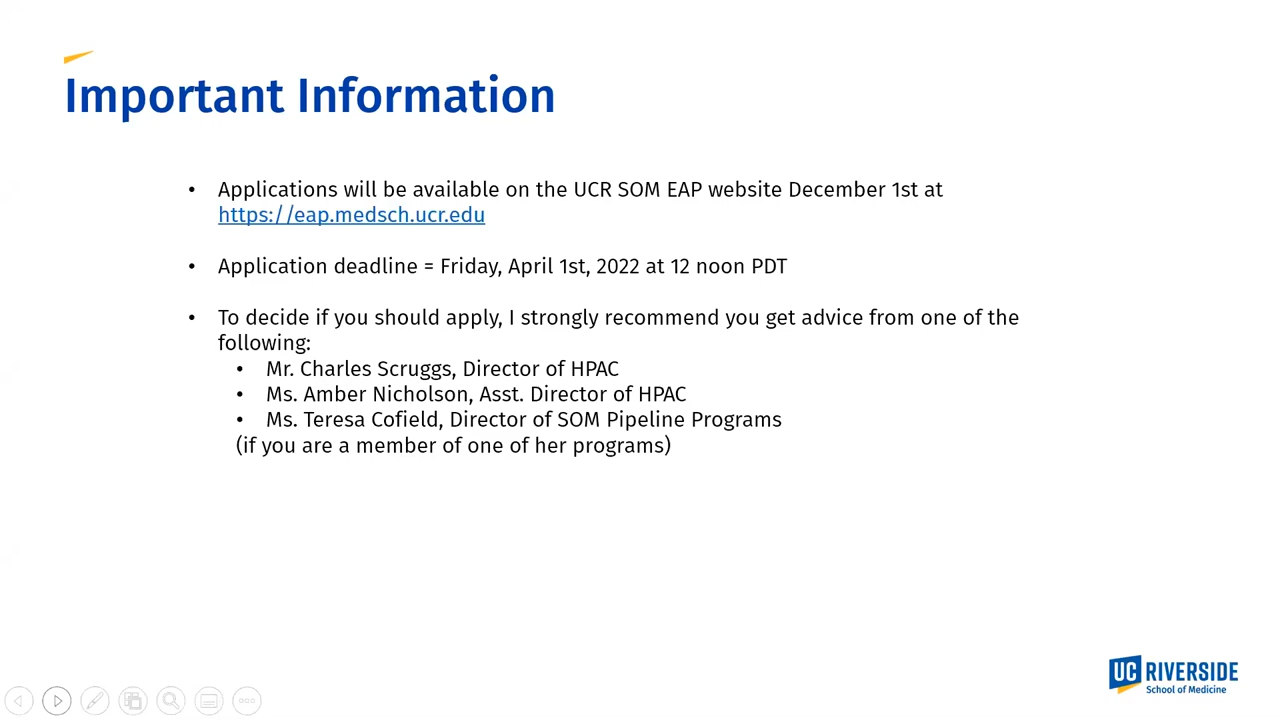 Important Information
• Applications will be available on the UCR SOM EAP website December 1st at
https://eap.medsch.ucr.edu
• Application deadline = Friday, April 1st, 2022 at 12 noon PDT
• To decide if you should apply, I strongly recommend you get advice from one of the
following:
• Mr. Charles Scruggs, Director of HPAC
• Ms. Amber Nicholson, Asst. Director of HPAC
• Ms. Teresa Cofield, Director of SOM Pipeline Programs
(if you are a member of one of her programs)
UC RIVERSIDE
School of Medicine